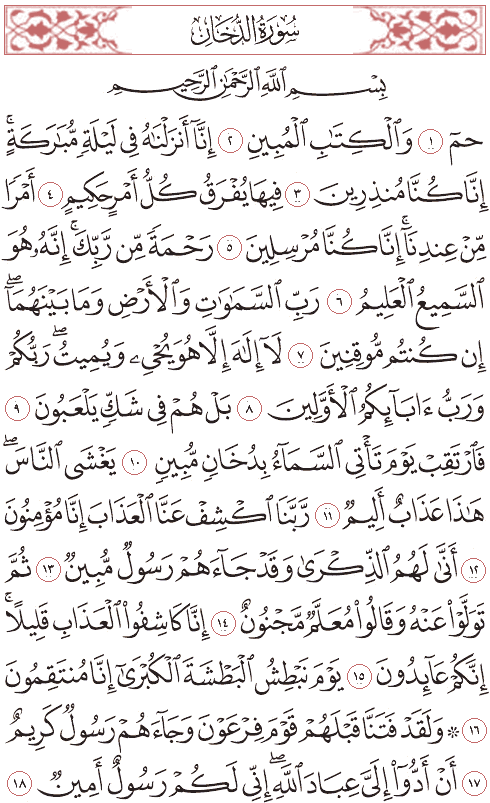 سُورَةُ الدُّخَانِ
بِسْمِ اللَّهِ الرَّحْمَٰنِ الرَّحِيمِ
حمٓ ١ وَٱلْكِتَٰبِ ٱلْمُبِينِ ٢ إِنَّآ أَنزَلْنَٰهُ فِى لَيْلَةٍ مُّبَٰرَكَةٍ ۚ
إِنَّا كُنَّا مُنذِرِينَ ٣ فِيهَا يُفْرَقُ كُلُّ أَمْرٍ حَكِيمٍ ٤ أَمْرًا
مِّنْ عِندِنَآ ۚ إِنَّا كُنَّا مُرْسِلِينَ ٥ رَحْمَةً مِّن رَّبِّكَ ۚ إِنَّهُۥ هُوَ
ٱلسَّمِيعُ ٱلْعَلِيمُ ٦ رَبِّ ٱلسَّمَٰوَٰتِ وَٱلْأَرْضِ وَمَا بَيْنَهُمَآ ۖ
إِن كُنتُم مُّوقِنِينَ ٧ لَآ إِلَٰهَ إِلَّا هُوَ يُحْىِۦ وَيُمِيتُ ۖ رَبُّكُمْ
وَرَبُّ ءَابَآئِكُمُ ٱلْأَوَّلِينَ ٨ بَلْ هُمْ فِى شَكٍّ يَلْعَبُونَ ٩
فَٱرْتَقِبْ يَوْمَ تَأْتِى ٱلسَّمَآءُ بِدُخَانٍ مُّبِينٍ ١٠ يَغْشَى ٱلنَّاسَ ۖ
هَٰذَا عَذَابٌ أَلِيمٌ ١١ رَّبَّنَا ٱكْشِفْ عَنَّا ٱلْعَذَابَ إِنَّا مُؤْمِنُونَ
١٢ أَنَّىٰ لَهُمُ ٱلذِّكْرَىٰ وَقَدْ جَآءَهُمْ رَسُولٌ مُّبِينٌ ١٣ ثُمَّ
تَوَلَّوْا۟ عَنْهُ وَقَالُوا۟ مُعَلَّمٌ مَّجْنُونٌ ١٤ إِنَّا كَاشِفُوا۟ ٱلْعَذَابِ قَلِيلًا ۚ
إِنَّكُمْ عَآئِدُونَ ١٥ يَوْمَ نَبْطِشُ ٱلْبَطْشَةَ ٱلْكُبْرَىٰٓ إِنَّا مُنتَقِمُونَ
١٦ ۞ وَلَقَدْ فَتَنَّا قَبْلَهُمْ قَوْمَ فِرْعَوْنَ وَجَآءَهُمْ رَسُولٌ كَرِيمٌ
١٧ أَنْ أَدُّوٓا۟ إِلَىَّ عِبَادَ ٱللَّهِ ۖ إِنِّى لَكُمْ رَسُولٌ أَمِينٌ ١٨